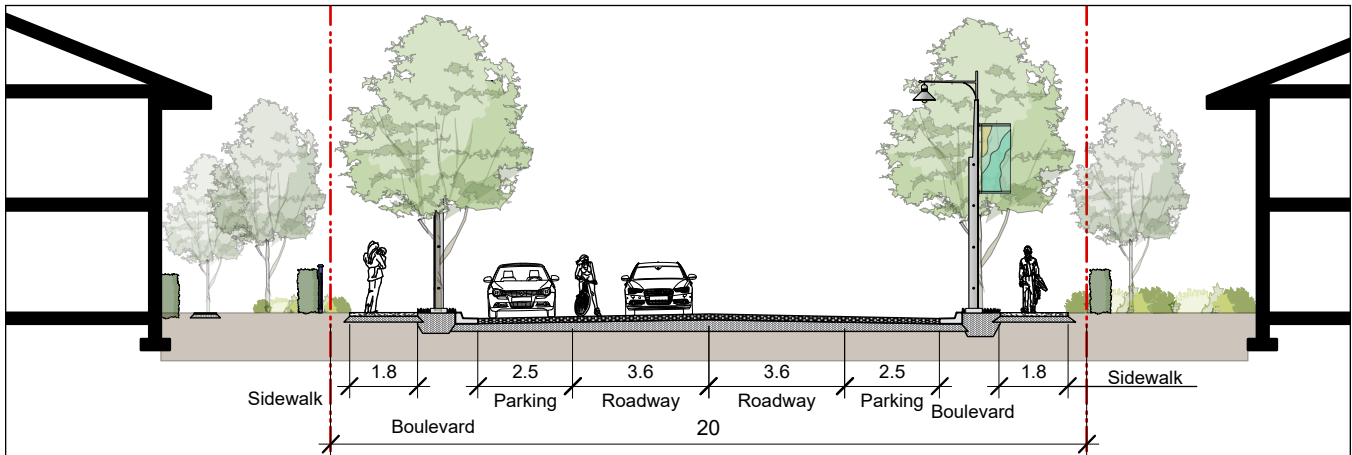 1.8 2.5 3.6 3.6 2.5 1.8
Sidewalk Parking Roadway Roadway Parking Sidewalk
Boulevard Boulevard
20